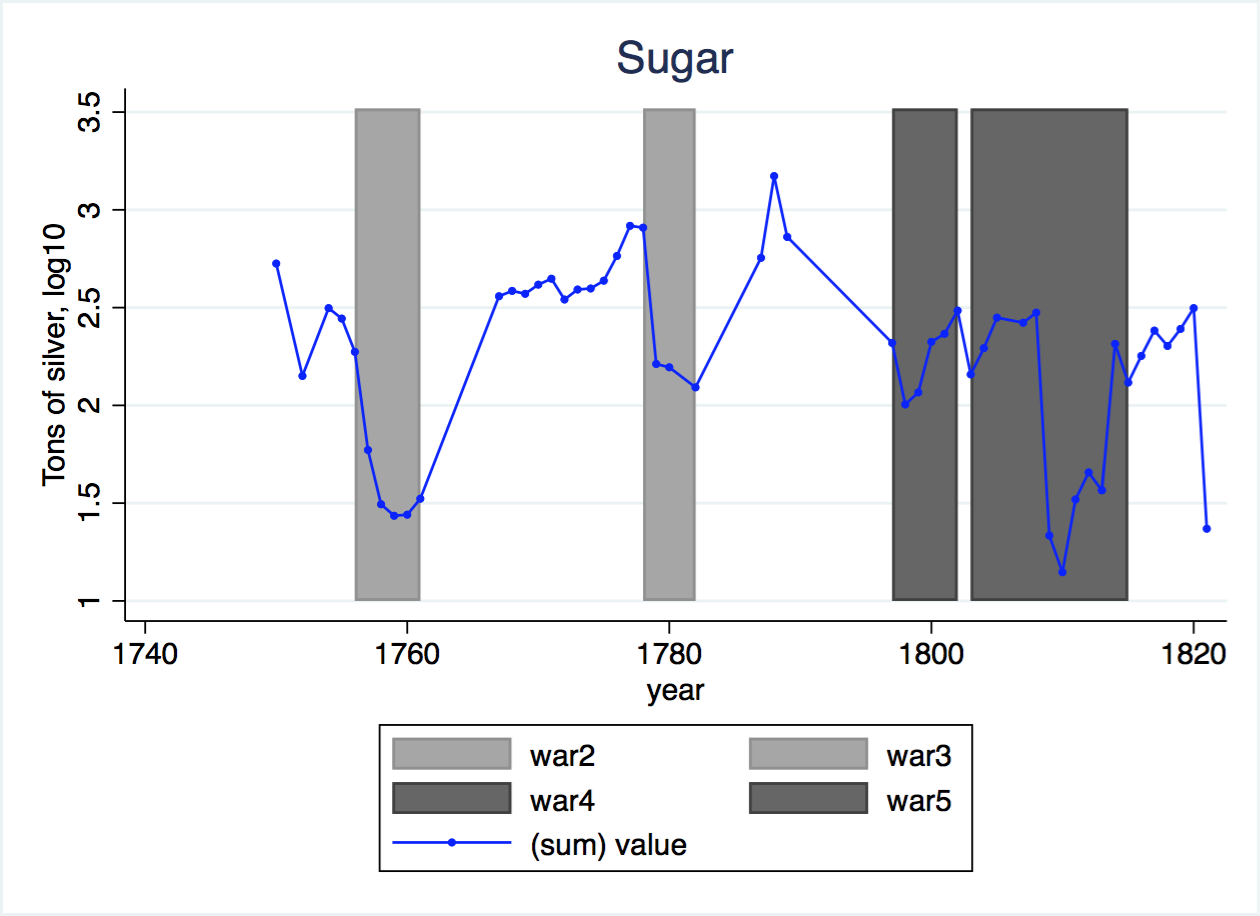 Sugar
3.5
3
2.5
2
1.5
1
Tons of silver, log10
1740 1760 1780 1800 1820
year
war2 war3
war4 war5
(sum) value